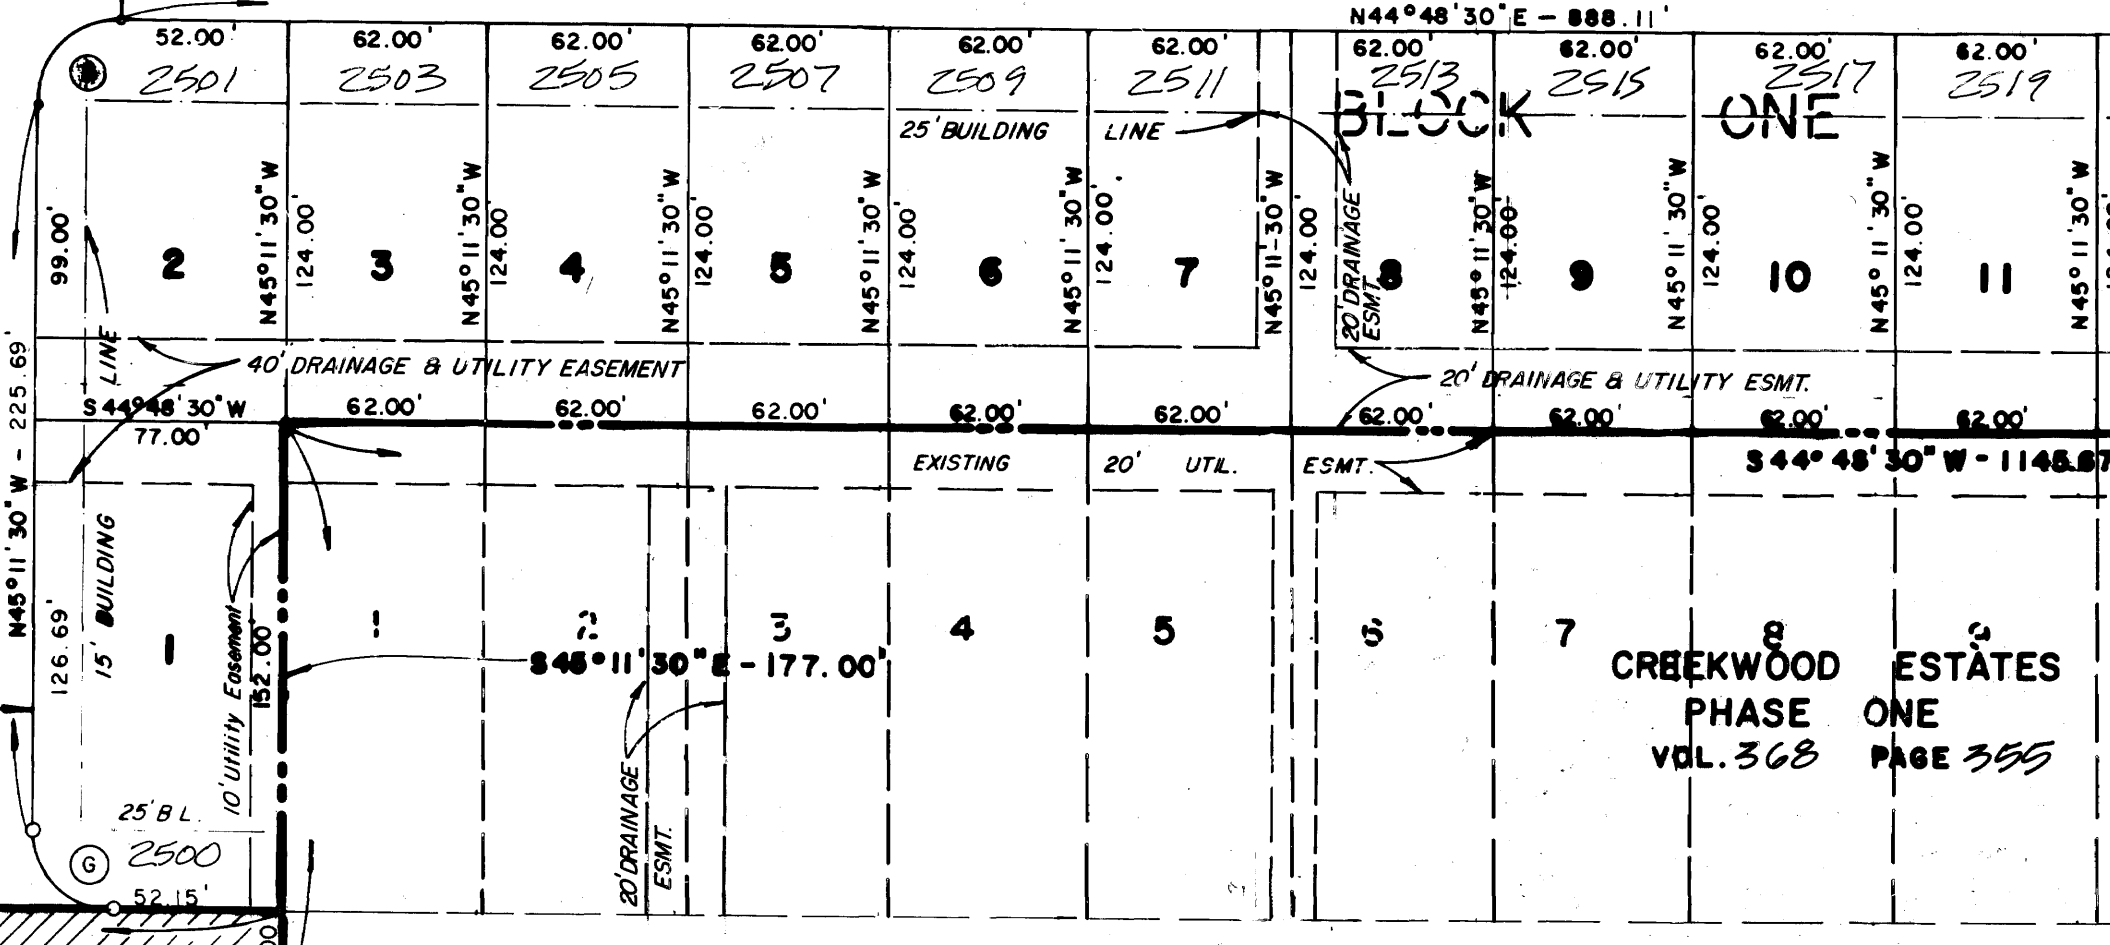 N44°48'30"E - 888.11'
52.00' 62.00' 62.00' 62.00' 62.00' 62.00' 62.00' 62.00' 62.00' 62.00'
2501 2503 2505 2507 2509 2511 2513 2515 2517 2519
BLOCK ONE
25' BUILDING LINE
N45°11'30"W N45°11'30"W N45°11'30"W N45°11'30"W N45°11'30"W N45°11-30"W N45°11'30"W N45°11'30"W N45°11'30"W N45°11'30"W
99.00' 124.00' 124.00' 124.00' 124.00' 124.00' 124.00' 124.00' 124.00' 124.00'
20' DRAINAGE
ESMT.
2 3 4 5 6 7 8 9 10 11
N45°11'30"W - 225.69'
15' BUILDING LINE
40' DRAINAGE & UTILITY EASEMENT
20' DRAINAGE & UTILITY ESMT.
S44°48'30"W 62.00' 62.00' 62.00' 62.00' 62.00' 62.00' 62.00' 62.00' 62.00'
77.00'
EXISTING 20' UTIL. ESMT.
S44°48'30"W - 1145.67
126.69'
10' Utility Easement
152.00'
1 1 2 3 4 5 6 7 8 9
S45°11'30"E - 177.00'
CREEKWOOD ESTATES
PHASE ONE
VOL. 368 PAGE 355
20' DRAINAGE
ESMT.
25' B L.
G 2500
52.15'